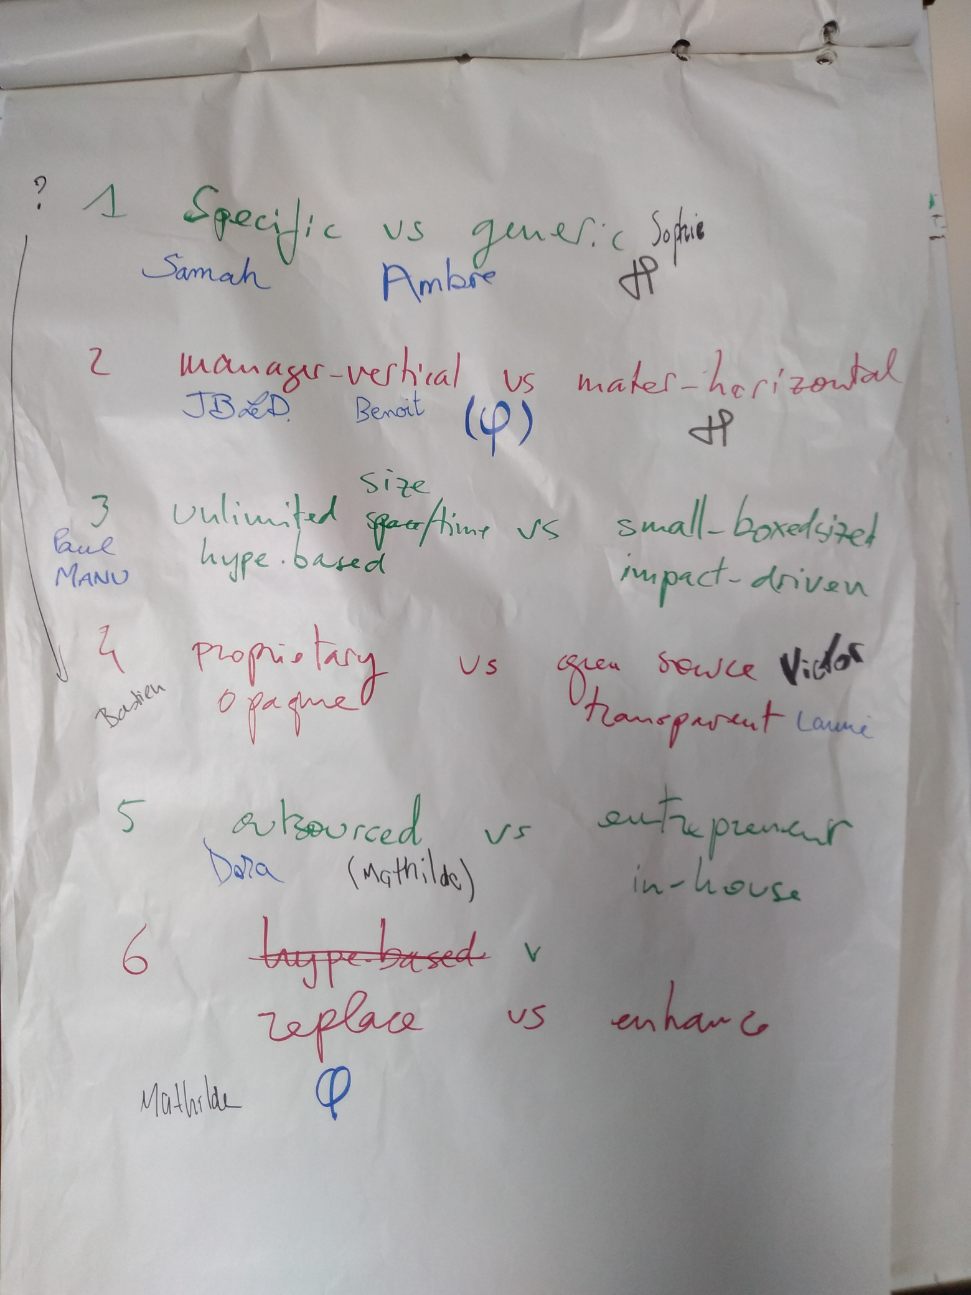 ?
1 Specific vs generic Sophie
Samah Ambre
2 manager-vertical vs maker-horizontal
JBLD. Benoit (φ)
size
3 unlimited space/time vs small-boxedsized
Paul hype.based impact-driven
MANU
4 proprietary vs open source Victor
Bastien opaque transparent Laurie
5 outsourced vs entrepreneur
Dora (Mathilde) in-house
6 hype.based v
replace vs enhance
Mathilde φ